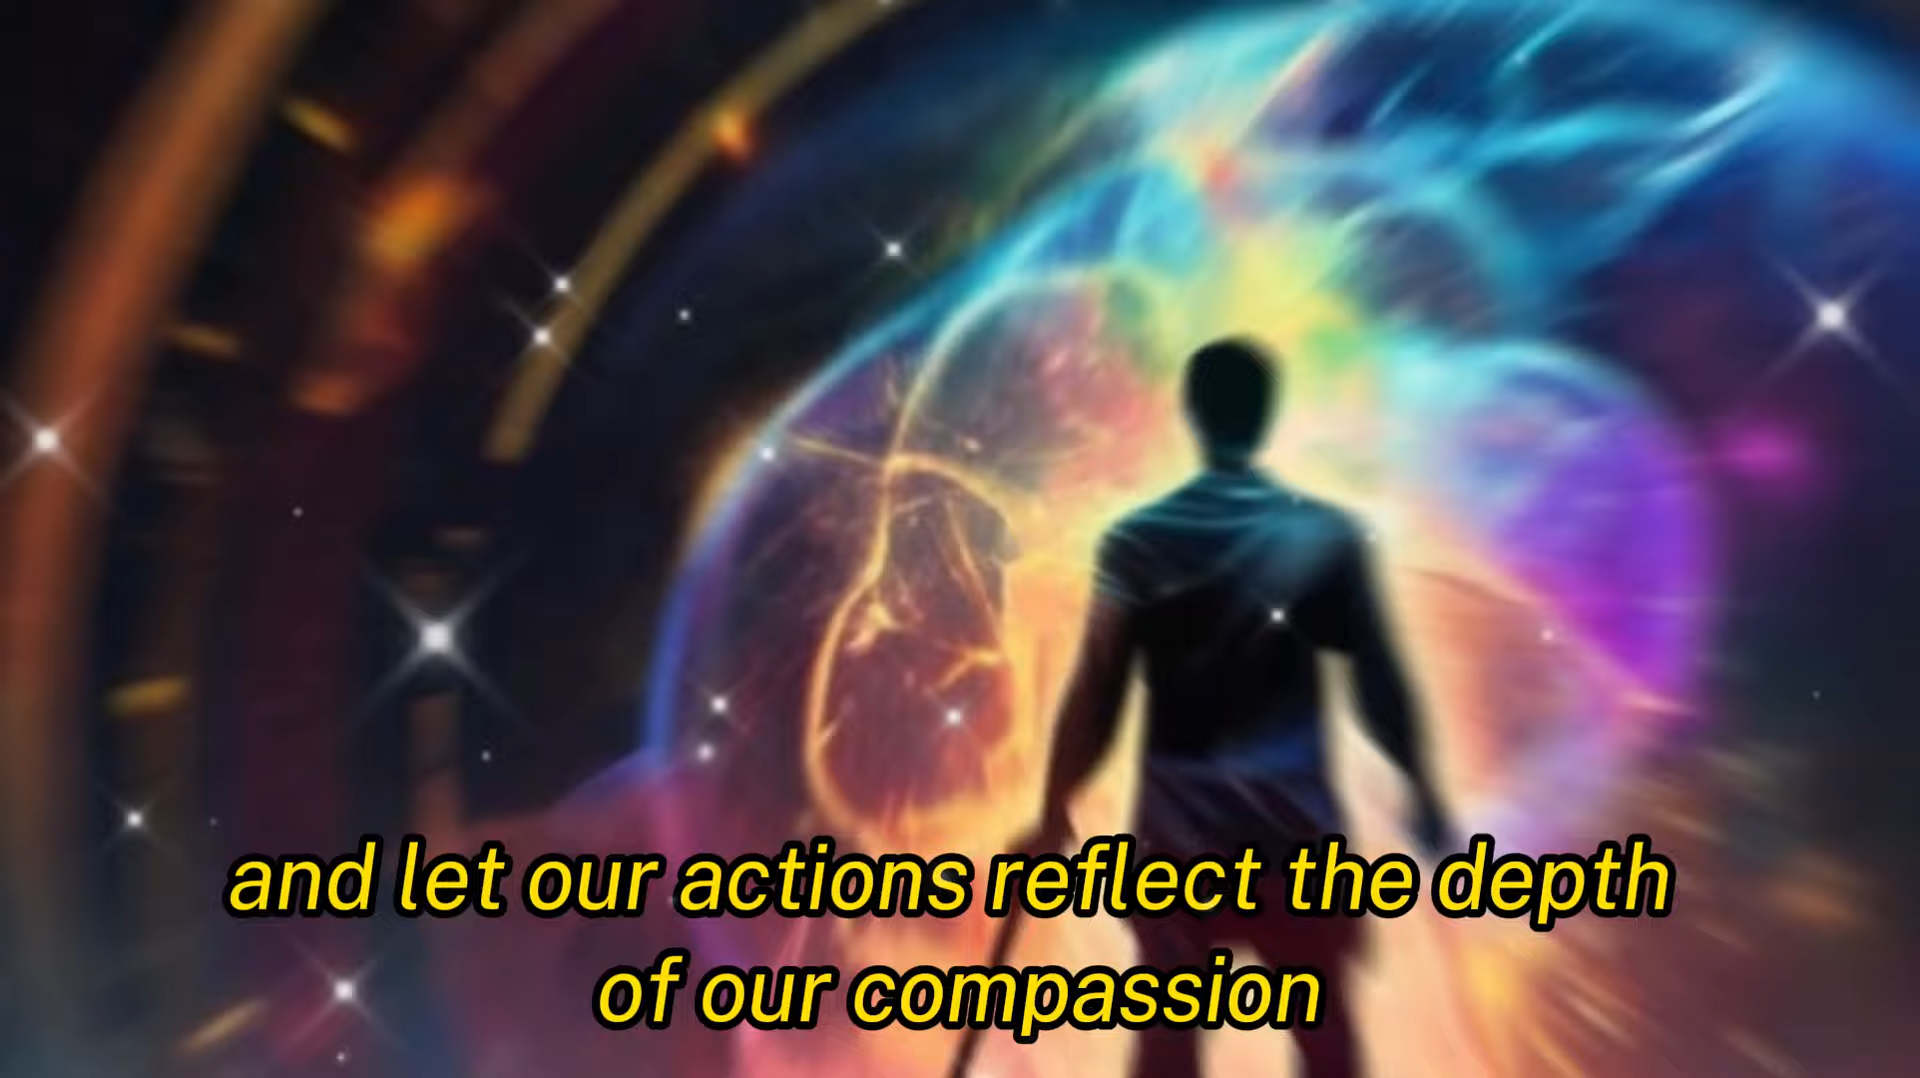 and let our actions reflect the depth
of our compassion